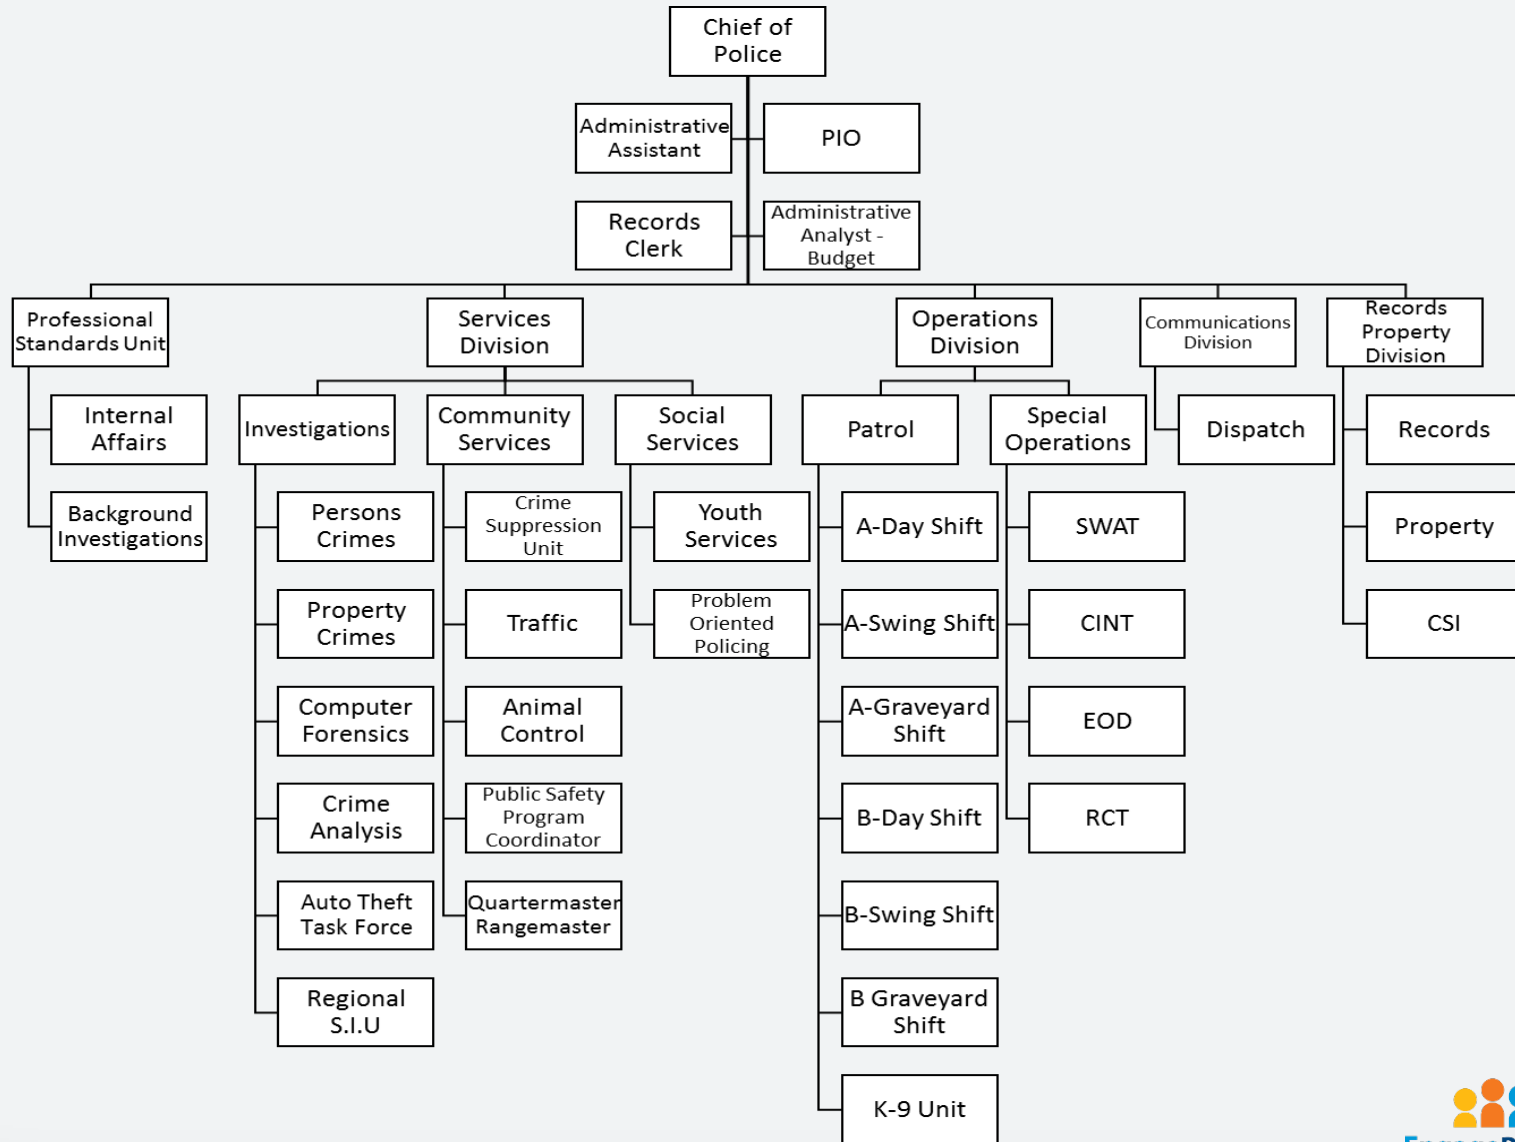 Chief of
Police
Administrative
Assistant
PIO
Records
Clerk
Administrative
Analyst -
Budget
Professional
Standards Unit
Services
Division
Operations
Division
Communications
Division
Records
Property
Division
Internal
Affairs
Background
Investigations
Investigations
Persons
Crimes
Property
Crimes
Computer
Forensics
Crime
Analysis
Auto Theft
Task Force
Regional
S.I.U
Community
Services
Crime
Suppression
Unit
Traffic
Animal
Control
Public Safety
Program
Coordinator
Quartermaster
Rangemaster
Social
Services
Youth
Services
Problem
Oriented
Policing
Patrol
A-Day Shift
A-Swing Shift
A-Graveyard
Shift
B-Day Shift
B-Swing Shift
B Graveyard
Shift
K-9 Unit
Special
Operations
SWAT
CINT
EOD
RCT
Dispatch
Records
Property
CSI